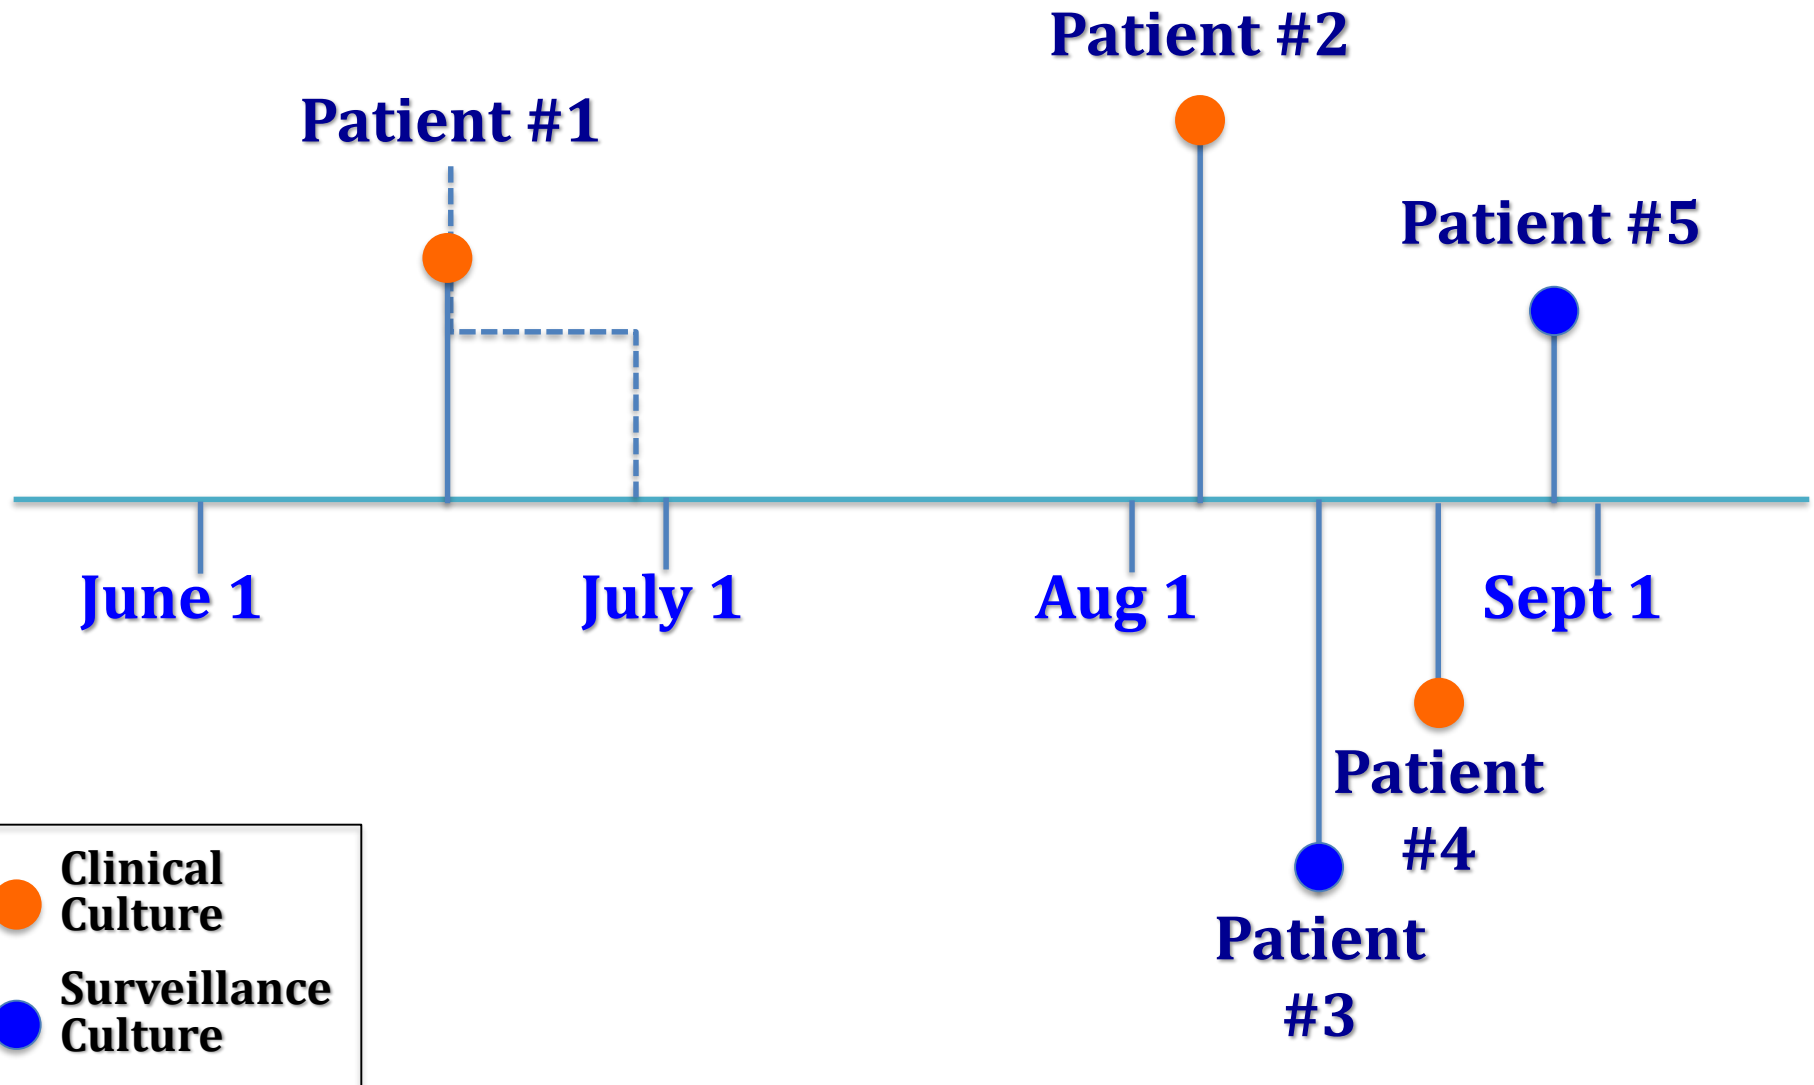 Patient #2
Patient #1
Patient #5
June 1
July 1
Aug 1
Sept 1
Patient
#4
Patient
#3
Clinical
Culture
Surveillance
Culture